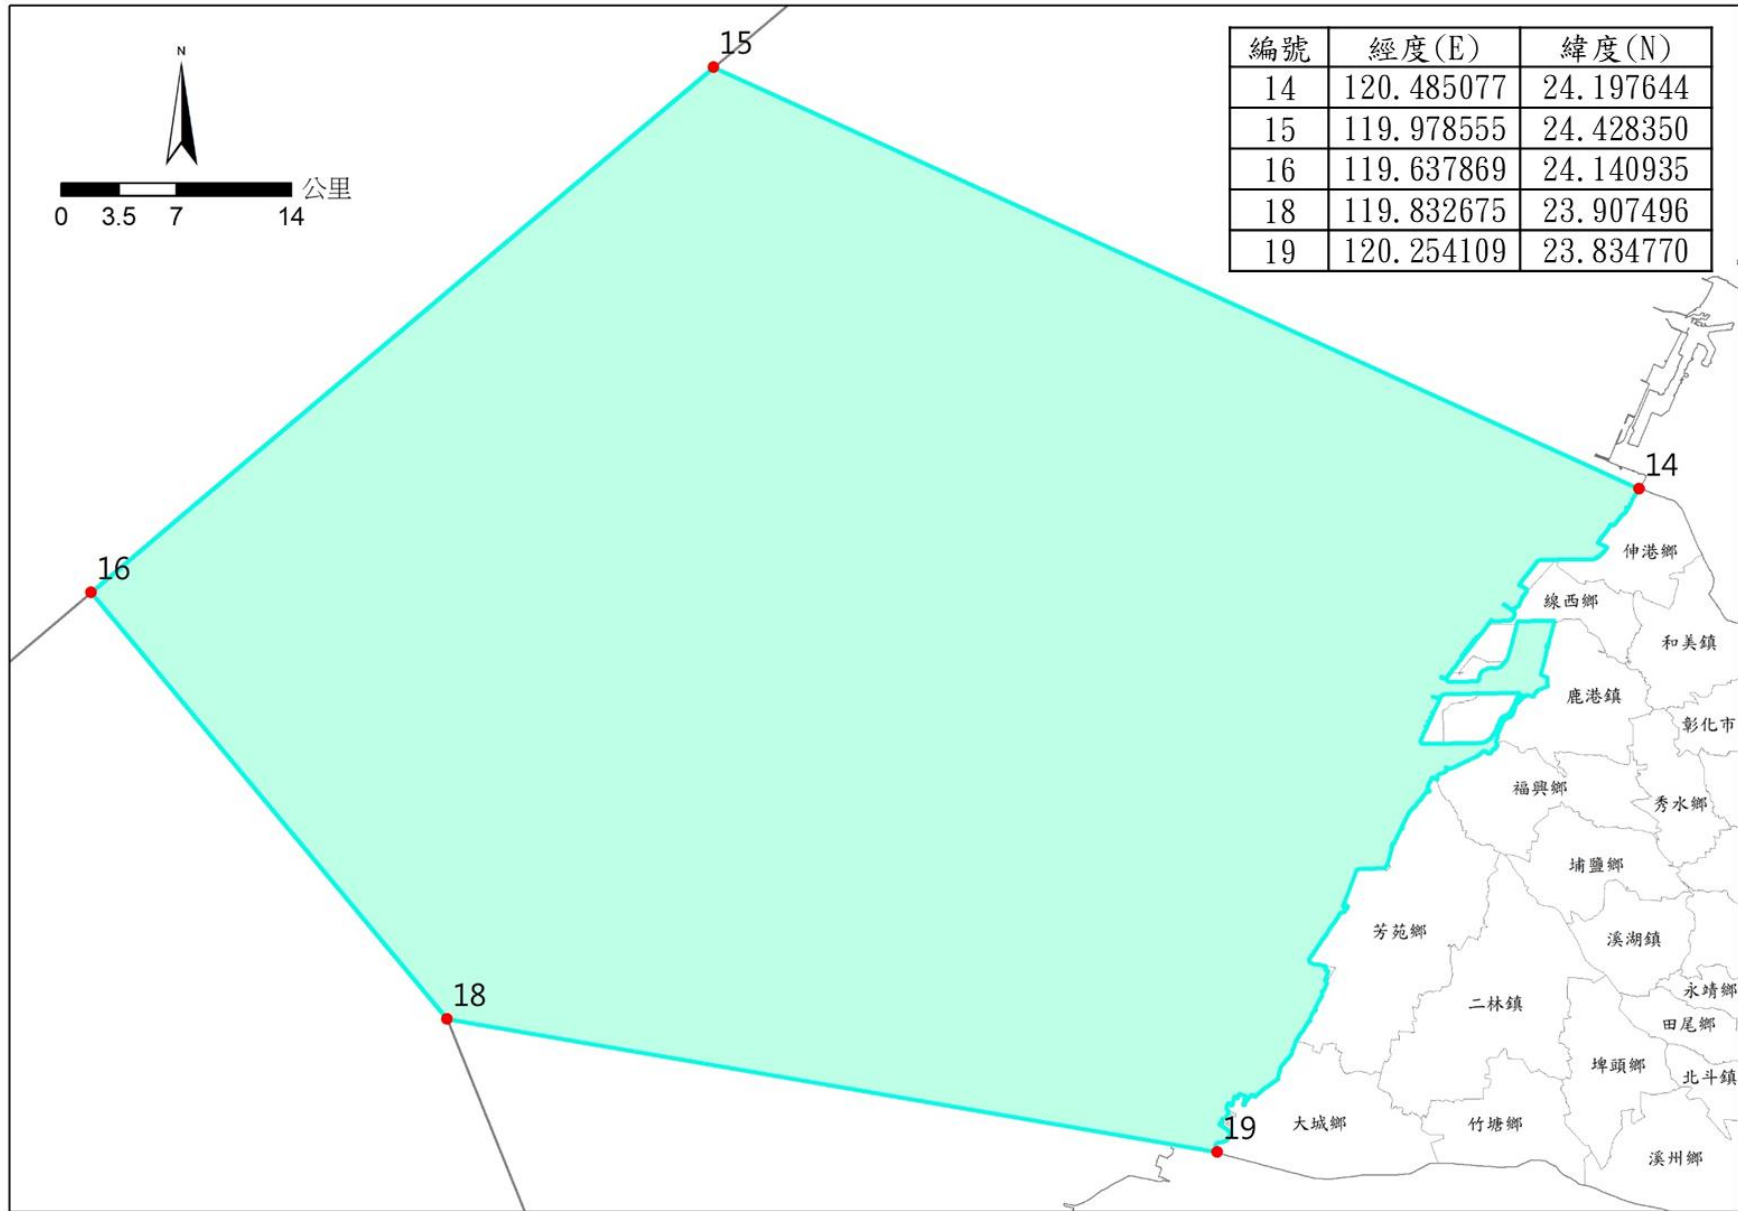 編號 經度(E) 緯度(N)
14 120.485077 24.197644
15 119.978555 24.428350
16 119.637869 24.140935
18 119.832675 23.907496
19 120.254109 23.834770
15
N
公里
0 3.5 7 14
14
伸港鄉
16
線西鄉
和美鎮
鹿港鎮
彰化市
福興鄉
秀水鄉
埔鹽鄉
芳苑鄉
溪湖鎮
18
二林鎮
永靖鄉
田尾鄉
埤頭鄉
北斗鎮
19
大城鄉
竹塘鄉
溪州鄉